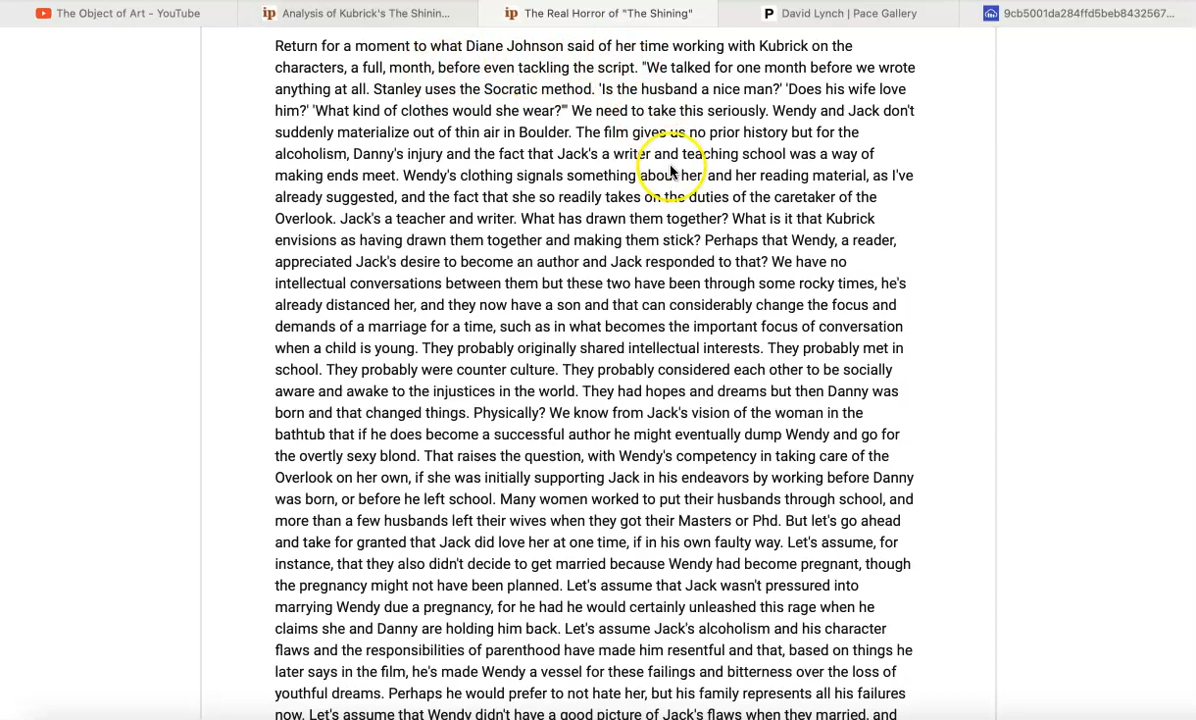 The Object of Art - YouTube
ip Analysis of Kubrick's The Shinin...
ip The Real Horror of "The Shining"
P David Lynch | Pace Gallery
9cb5001da284ffd5beb8432567...
Return for a moment to what Diane Johnson said of her time working with Kubrick on the
characters, a full, month, before even tackling the script. "We talked for one month before we wrote
anything at all. Stanley uses the Socratic method. 'Is the husband a nice man?' 'Does his wife love
him?' 'What kind of clothes would she wear?'" We need to take this seriously. Wendy and Jack don't
suddenly materialize out of thin air in Boulder. The film gives us no prior history but for the
alcoholism, Danny's injury and the fact that Jack's a writer and teaching school was a way of
making ends meet. Wendy's clothing signals something about her, and her reading material, as I've
already suggested, and the fact that she so readily takes on the duties of the caretaker of the
Overlook. Jack's a teacher and writer. What has drawn them together? What is it that Kubrick
envisions as having drawn them together and making them stick? Perhaps that Wendy, a reader,
appreciated Jack's desire to become an author and Jack responded to that? We have no
intellectual conversations between them but these two have been through some rocky times, he's
already distanced her, and they now have a son and that can considerably change the focus and
demands of a marriage for a time, such as in what becomes the important focus of conversation
when a child is young. They probably originally shared intellectual interests. They probably met in
school. They probably were counter culture. They probably considered each other to be socially
aware and awake to the injustices in the world. They had hopes and dreams but then Danny was
born and that changed things. Physically? We know from Jack's vision of the woman in the
bathtub that if he does become a successful author he might eventually dump Wendy and go for
the overtly sexy blond. That raises the question, with Wendy's competency in taking care of the
Overlook on her own, if she was initially supporting Jack in his endeavors by working before Danny
was born, or before he left school. Many women worked to put their husbands through school, and
more than a few husbands left their wives when they got their Masters or Phd. But let's go ahead
and take for granted that Jack did love her at one time, if in his own faulty way. Let's assume, for
instance, that they also didn't decide to get married because Wendy had become pregnant, though
the pregnancy might not have been planned. Let's assume that Jack wasn't pressured into
marrying Wendy due a pregnancy, for he had he would certainly unleashed this rage when he
claims she and Danny are holding him back. Let's assume Jack's alcoholism and his character
flaws and the responsibilities of parenthood have made him resentful and that, based on things he
later says in the film, he's made Wendy a vessel for these failings and bitterness over the loss of
youthful dreams. Perhaps he would prefer to not hate her, but his family represents all his failures
now. Let's assume that Wendy didn't have a good picture of Jack's flaws when they married, and